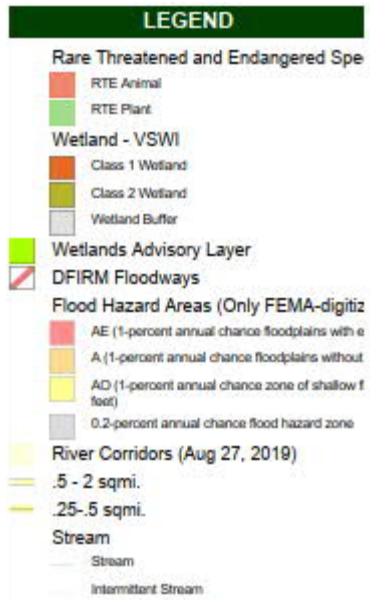 LEGEND
Rare Threatened and Endangered Spe
RTE Animal
RTE Plant
Wetland - VSWI
Class 1 Wetland
Class 2 Wetland
Wetland Buffer
Wetlands Advisory Layer
DFIRM Floodways
Flood Hazard Areas (Only FEMA-digitiz
AE (1-percent annual chance floodplains with e
A (1-percent annual chance floodplains without
AO (1-percent annual chance zone of shallow f
feet)
0.2-percent annual chance flood hazard zone
River Corridors (Aug 27, 2019)
.5 - 2 sqmi.
.25-.5 sqmi.
Stream
Stream
Intermittent Stream